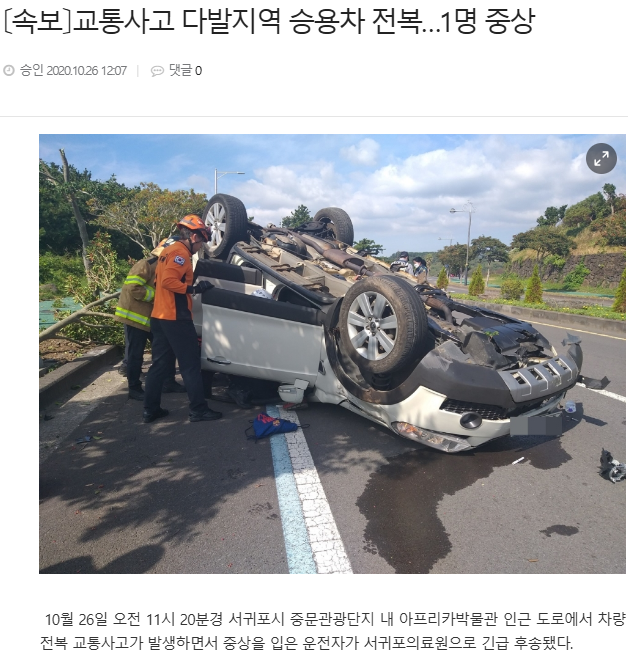 [속보]교통사고 다발지역 승용차 전복...1명 중상
승인 2020.10.26 12:07
댓글 0
10월 26일 오전 11시 20분경 서귀포시 중문관광단지 내 아프리카박물관 인근 도로에서 차량
전복 교통사고가 발생하면서 중상을 입은 운전자가 서귀포의료원으로 긴급 후송됐다.